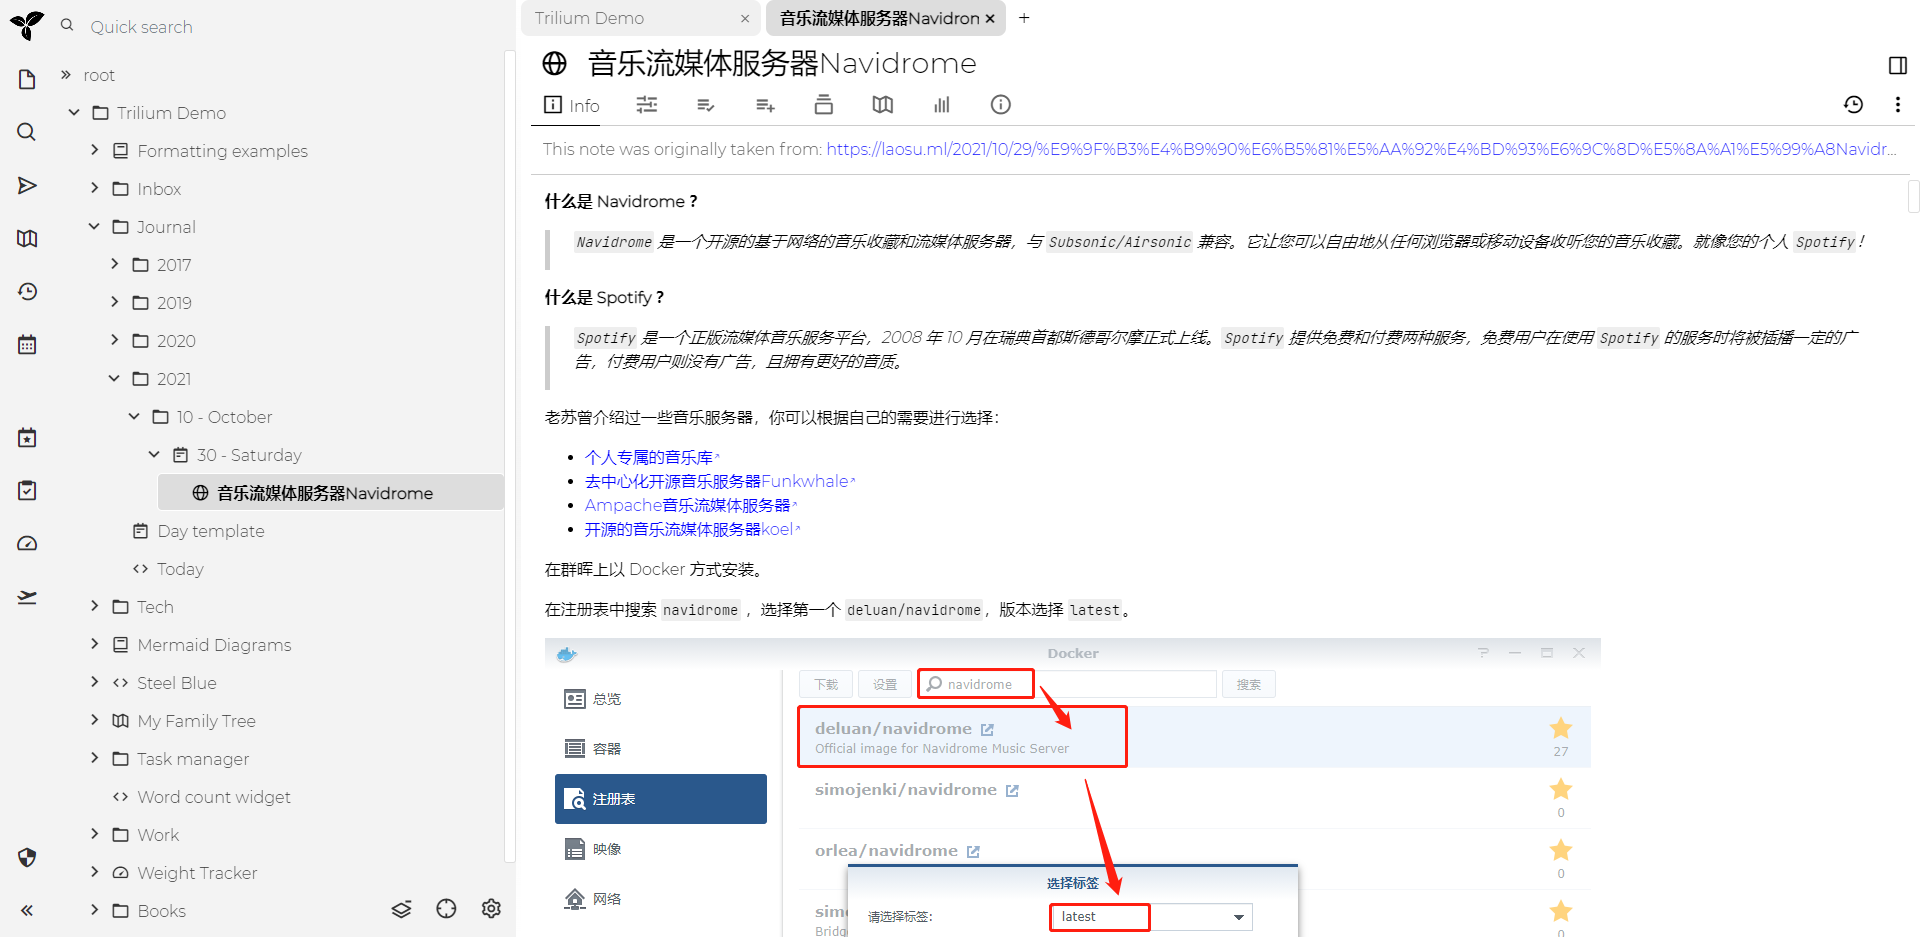 Quick search
root
Trilium Demo
Formatting examples
Inbox
Journal
2017
2019
2020
2021
10 - October
30 - Saturday
音乐流媒体服务器Navidrome
Day template
Today
Tech
Mermaid Diagrams
Steel Blue
My Family Tree
Task manager
Word count widget
Work
Weight Tracker
Books
Trilium Demo
音乐流媒体服务器Navidron
音乐流媒体服务器Navidrome
Info
This note was originally taken from: https://laosu.ml/2021/10/29/%E9%9F%B3%E4%B9%90%E6%B5%81%E5%AA%92%E4%BD%93%E6%9C%8D%E5%8A%A1%E5%99%A8Navidr...
什么是 Navidrome ?
Navidrome 是一个开源的基于网络的音乐收藏和流媒体服务器，与 Subsonic/Airsonic 兼容。它让您可以自由地从任何浏览器或移动设备收听您的音乐收藏。就像您的个人 Spotify！
什么是 Spotify ?
Spotify 是一个正版流媒体音乐服务平台，2008 年 10 月在瑞典首都斯德哥尔摩正式上线。Spotify 提供免费和付费两种服务，免费用户在使用 Spotify 的服务时将被插播一定的广
告，付费用户则没有广告，且拥有更好的音质。
老苏曾介绍过一些音乐服务器，你可以根据自己的需要进行选择：
个人专属的音乐库
去中心化开源音乐服务器Funkwhale
Ampache音乐流媒体服务器
开源的音乐流媒体服务器koel
在群晖上以 Docker 方式安装。
在注册表中搜索 navidrome ，选择第一个 deluan/navidrome，版本选择 latest。
Docker
总览
容器
注册表
映像
网络
下载 设置 navidrome 搜索
deluan/navidrome
Official image for Navidrome Music Server
27
simojenki/navidrome
0
orlea/navidrome
0
选择标签
请选择标签: latest
simo
Bridg
0